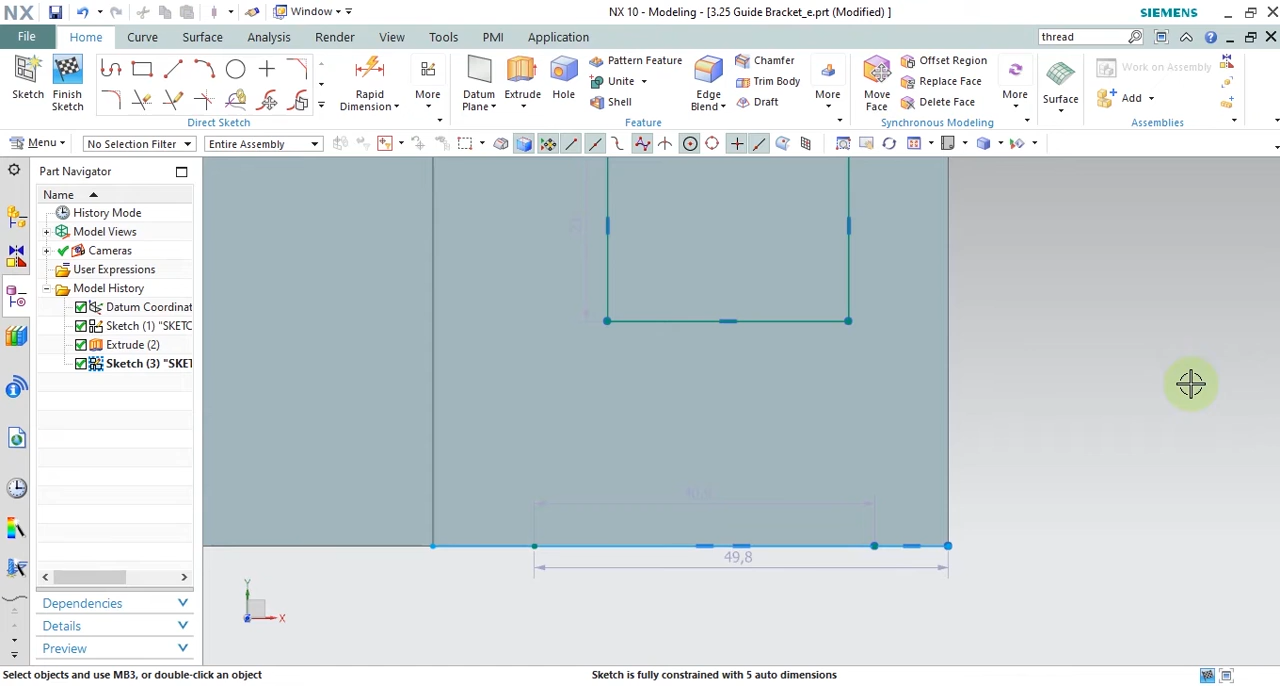 NX
Window
NX 10 - Modeling - [3.25 Guide Bracket_e.prt (Modified) ]
SIEMENS
File
Home
Curve
Surface
Analysis
Render
View
Tools
PMI
Application
thread
Sketch
Finish Sketch
Direct Sketch
Rapid Dimension
More
Datum Plane
Extrude
Hole
Pattern Feature
Unite
Shell
Edge Blend
Chamfer
Trim Body
Draft
More
Feature
Move Face
Offset Region
Replace Face
Delete Face
More
Synchronous Modeling
Surface
Work on Assembly
Add
Assemblies
Menu
No Selection Filter
Entire Assembly
Part Navigator
Name
History Mode
Model Views
Cameras
User Expressions
Model History
Datum Coordinat
Sketch (1) "SKETC
Extrude (2)
Sketch (3) "SKET
Dependencies
Details
Preview
49,8
Y
X
Select objects and use MB3, or double-click an object
Sketch is fully constrained with 5 auto dimensions